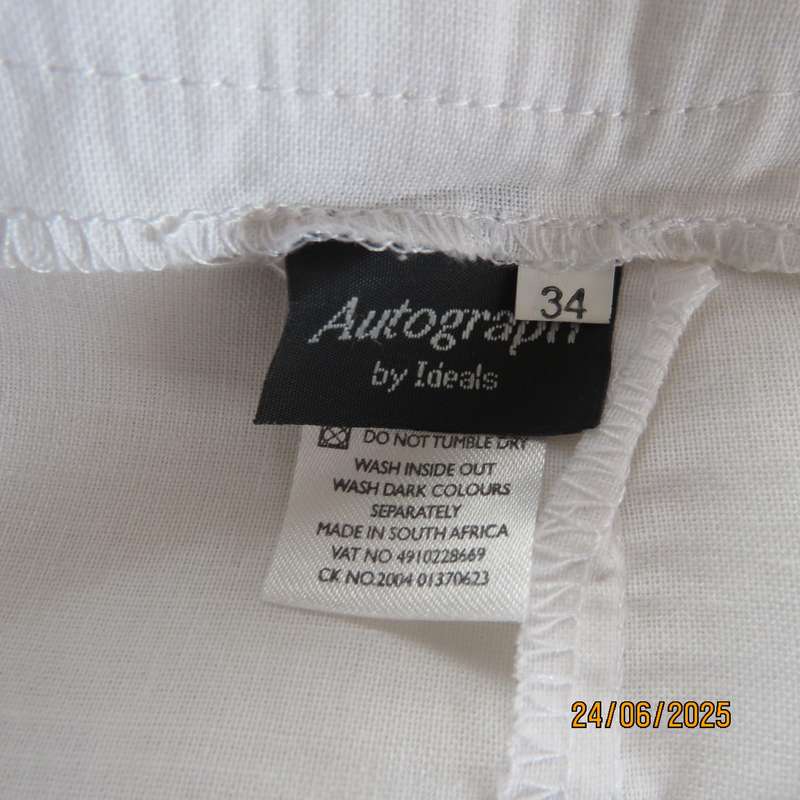 34
Autograph
by Ideals
DO NOT TUMBLE DRY
WASH INSIDE OUT
WASH DARK COLOURS
SEPARATELY
MADE IN SOUTH AFRICA
VAT NO 4910228669
CK NO.2004 01370623
24/06/2025